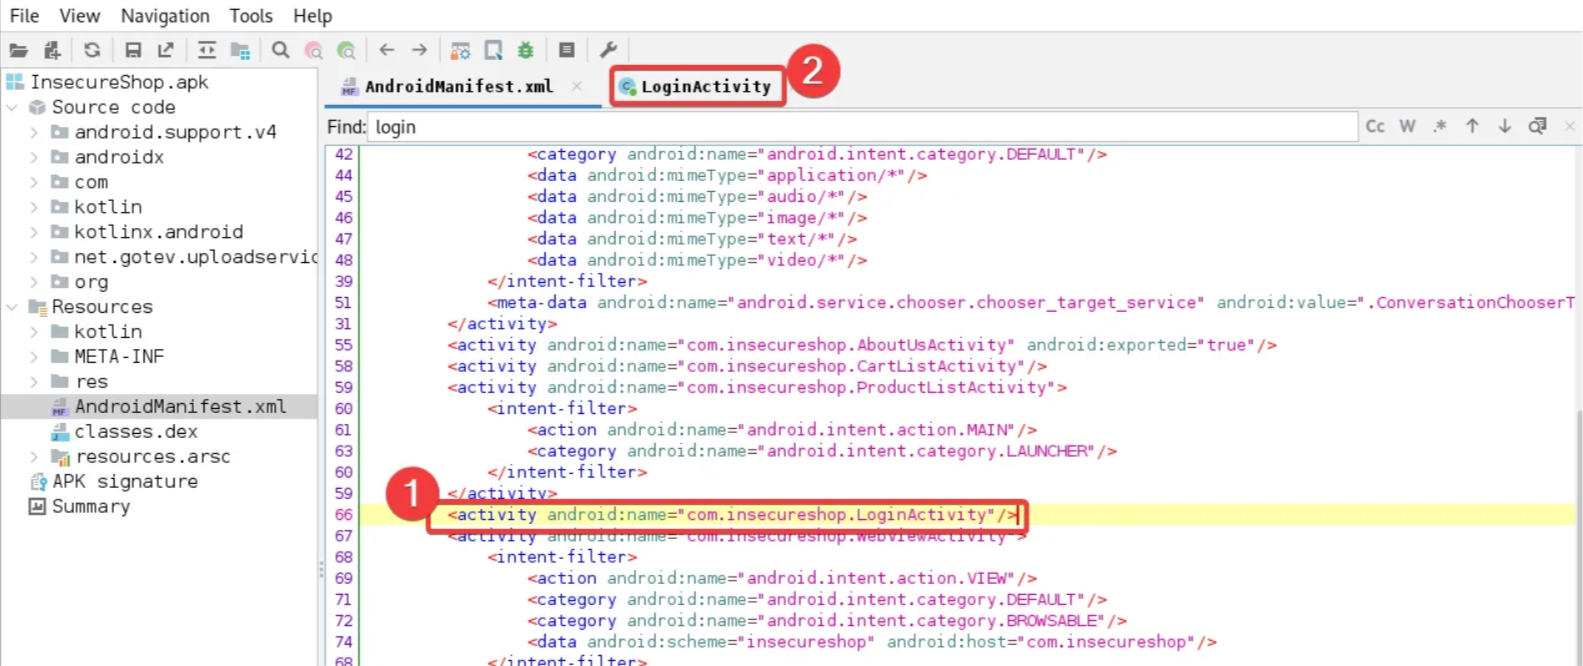 File View Navigation Tools Help
InsecureShop.apk
Source code
android.support.v4
androidx
com
kotlin
kotlinx.android
net.gotev.uploadservic
org
Resources
kotlin
META-INF
res
AndroidManifest.xml
classes.dex
resources.arsc
APK signature
Summary
AndroidManifest.xml × LoginActivity 2
Find: login Cc W .*
42 <category android:name="android.intent.category.DEFAULT"/>
44 <data android:mimeType="application/*"/>
45 <data android:mimeType="audio/*"/>
46 <data android:mimeType="image/*"/>
47 <data android:mimeType="text/*"/>
48 <data android:mimeType="video/*"/>
39 </intent-filter>
51 <meta-data android:name="android.service.chooser.chooser_target_service" android:value=".ConversationChooserT
31 </activity>
55 <activity android:name="com.insecureshop.AboutUsActivity" android:exported="true"/>
58 <activity android:name="com.insecureshop.CartListActivity"/>
59 <activity android:name="com.insecureshop.ProductListActivity">
60 <intent-filter>
61 <action android:name="android.intent.action.MAIN"/>
63 <category android:name="android.intent.category.LAUNCHER"/>
60 </intent-filter>
59 </activity>
1
66 <activity android:name="com.insecureshop.LoginActivity"/>
67 <activity android:name="com.insecureshop.WebViewActivity">
68 <intent-filter>
69 <action android:name="android.intent.action.VIEW"/>
71 <category android:name="android.intent.category.DEFAULT"/>
72 <category android:name="android.intent.category.BROWSABLE"/>
74 <data android:scheme="insecureshop" android:host="com.insecureshop"/>
68 </intent-filter>